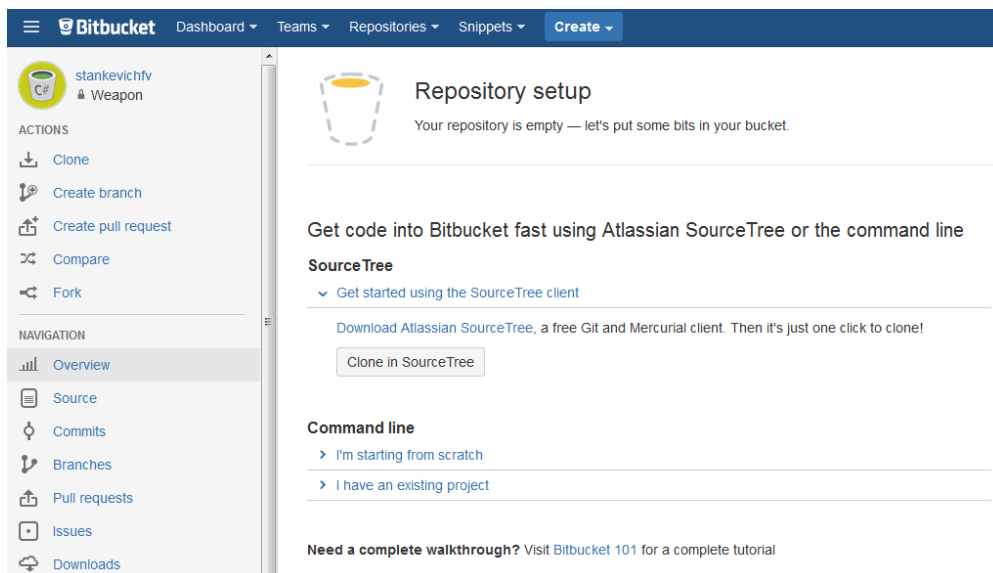 Bitbucket Dashboard Teams Repositories Snippets Create
stankevichfv
C# Weapon
ACTIONS
Clone
Create branch
Create pull request
Compare
Fork
NAVIGATION
Overview
Source
Commits
Branches
Pull requests
Issues
Downloads
Repository setup
Your repository is empty — let's put some bits in your bucket.
Get code into Bitbucket fast using Atlassian SourceTree or the command line
SourceTree
Get started using the SourceTree client
Download Atlassian SourceTree, a free Git and Mercurial client. Then it's just one click to clone!
Clone in SourceTree
Command line
I'm starting from scratch
I have an existing project
Need a complete walkthrough? Visit Bitbucket 101 for a complete tutorial